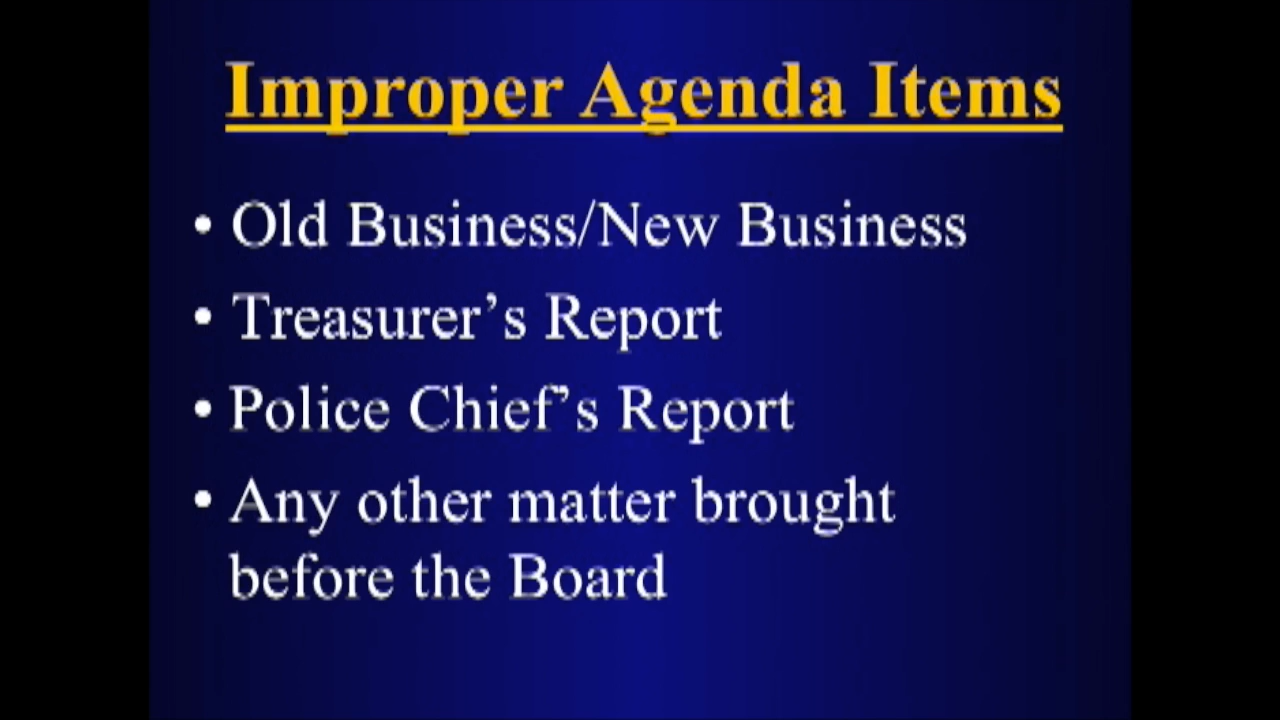 Improper Agenda Items
• Old Business/New Business
• Treasurer’s Report
• Police Chief’s Report
• Any other matter brought
before the Board